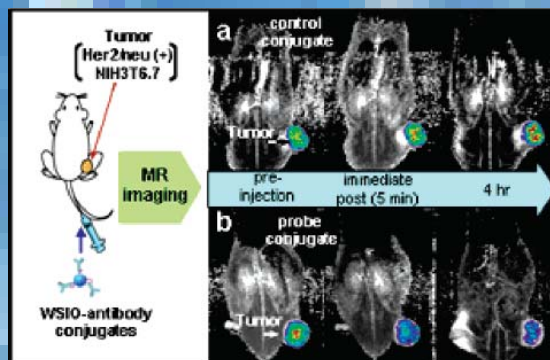 Tumor
Her2/neu (+)
NIH3T6.7
MR
imaging
WSIO-antibody
conjugates
a
control
conjugate
Tumor
pre-
injection
immediate
post (5 min)
4 hr
b
probe
conjugate
Tumor